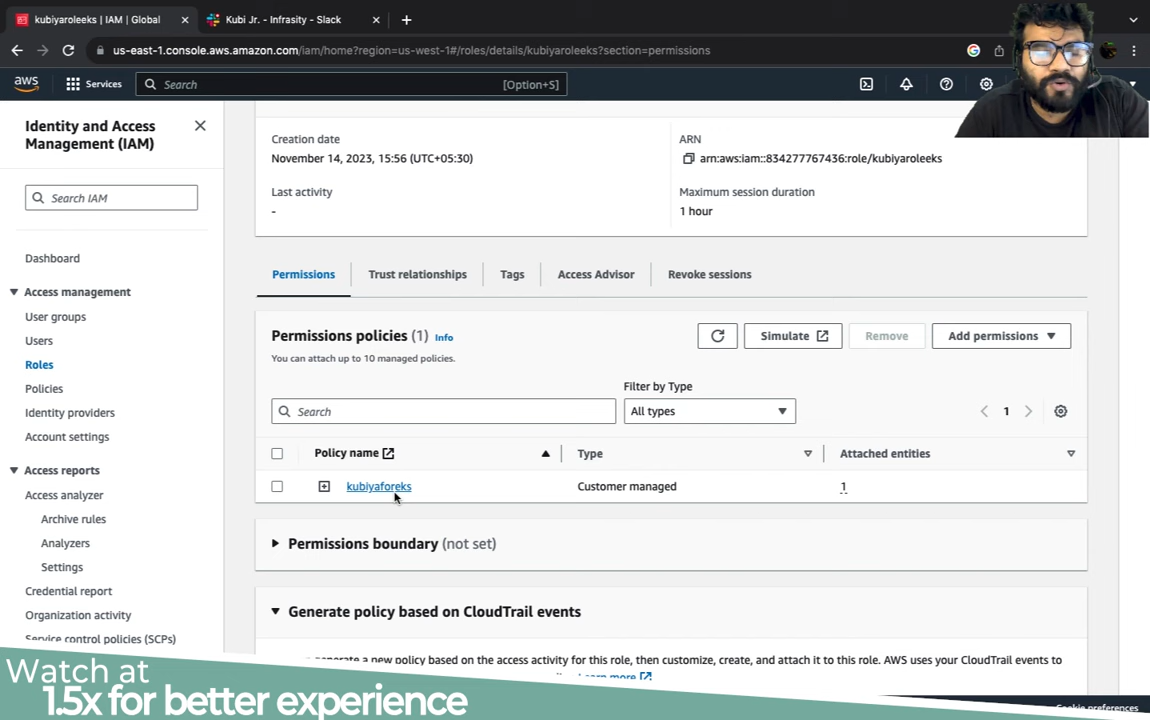 kubiyaroleeks | IAM | Global
Kubi Jr. - Infrasity - Slack
us-east-1.console.aws.amazon.com/iam/home?region=us-west-1#/roles/details/kubiyaroleeks?section=permissions
aws
Services
Search
[Option+S]
Identity and Access
Management (IAM)
Search IAM
Dashboard
Access management
User groups
Users
Roles
Policies
Identity providers
Account settings
Access reports
Access analyzer
Archive rules
Analyzers
Settings
Credential report
Organization activity
Service control policies (SCPs)
Creation date
November 14, 2023, 15:56 (UTC+05:30)
ARN
arn:aws:iam::834277767436:role/kubiyaroleeks
Last activity
-
Maximum session duration
1 hour
Permissions
Trust relationships
Tags
Access Advisor
Revoke sessions
Permissions policies (1) Info
You can attach up to 10 managed policies.
Simulate
Remove
Add permissions
Filter by Type
Search
All types
1
Policy name
Type
Attached entities
kubiyaforeks
Customer managed
1
Permissions boundary (not set)
Generate policy based on CloudTrail events
generate a new policy based on the access activity for this role, then customize, create, and attach it to this role. AWS uses your CloudTrail events to
Learn more
Cookie preferences
Watch at
1.5x for better experience